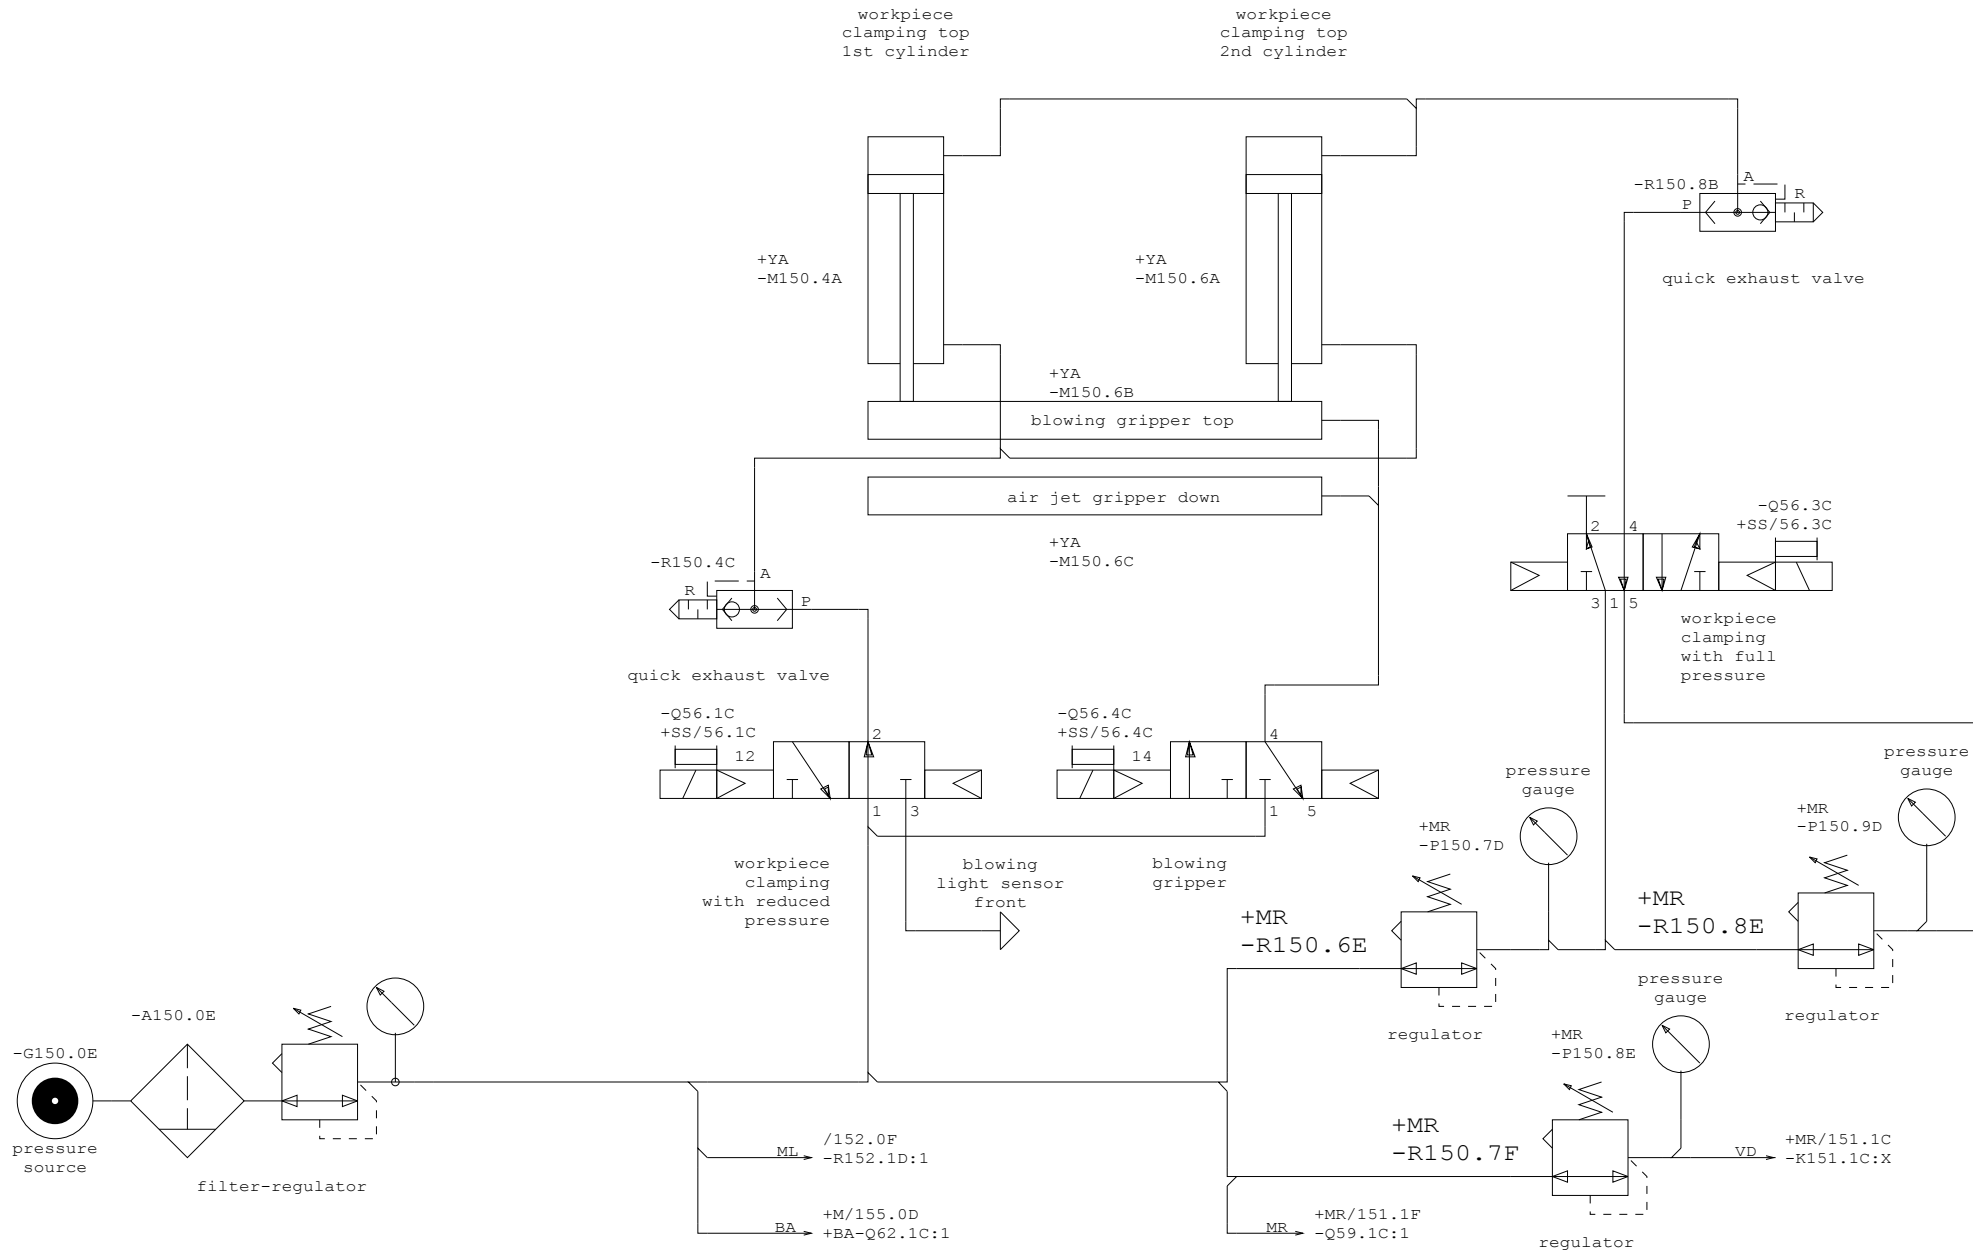 workpiece
clamping top
1st cylinder
workpiece
clamping top
2nd cylinder
-R150.8B
A
R
P
quick exhaust valve
+YA
-M150.4A
+YA
-M150.6A
+YA
-M150.6B
blowing gripper top
air jet gripper down
+YA
-M150.6C
-R150.4C
A
R
P
quick exhaust valve
-Q56.3C
+SS/56.3C
2
4
3
1
5
workpiece
clamping
with full
pressure
-Q56.1C
+SS/56.1C
12
2
1
3
-Q56.4C
+SS/56.4C
14
4
1
5
workpiece
clamping
with reduced
pressure
blowing
light sensor
front
blowing
gripper
pressure
gauge
+MR
-P150.7D
pressure
gauge
+MR
-P150.9D
+MR
-R150.6E
regulator
+MR
-R150.8E
regulator
pressure
gauge
+MR
-P150.8E
+MR
-R150.7F
regulator
-A150.0E
-G150.0E
pressure
source
filter-regulator
ML
/152.0F
-R152.1D:1
BA
+M/155.0D
+BA-Q62.1C:1
MR
+MR/151.1F
-Q59.1C:1
VD
+MR/151.1C
-K151.1C:X